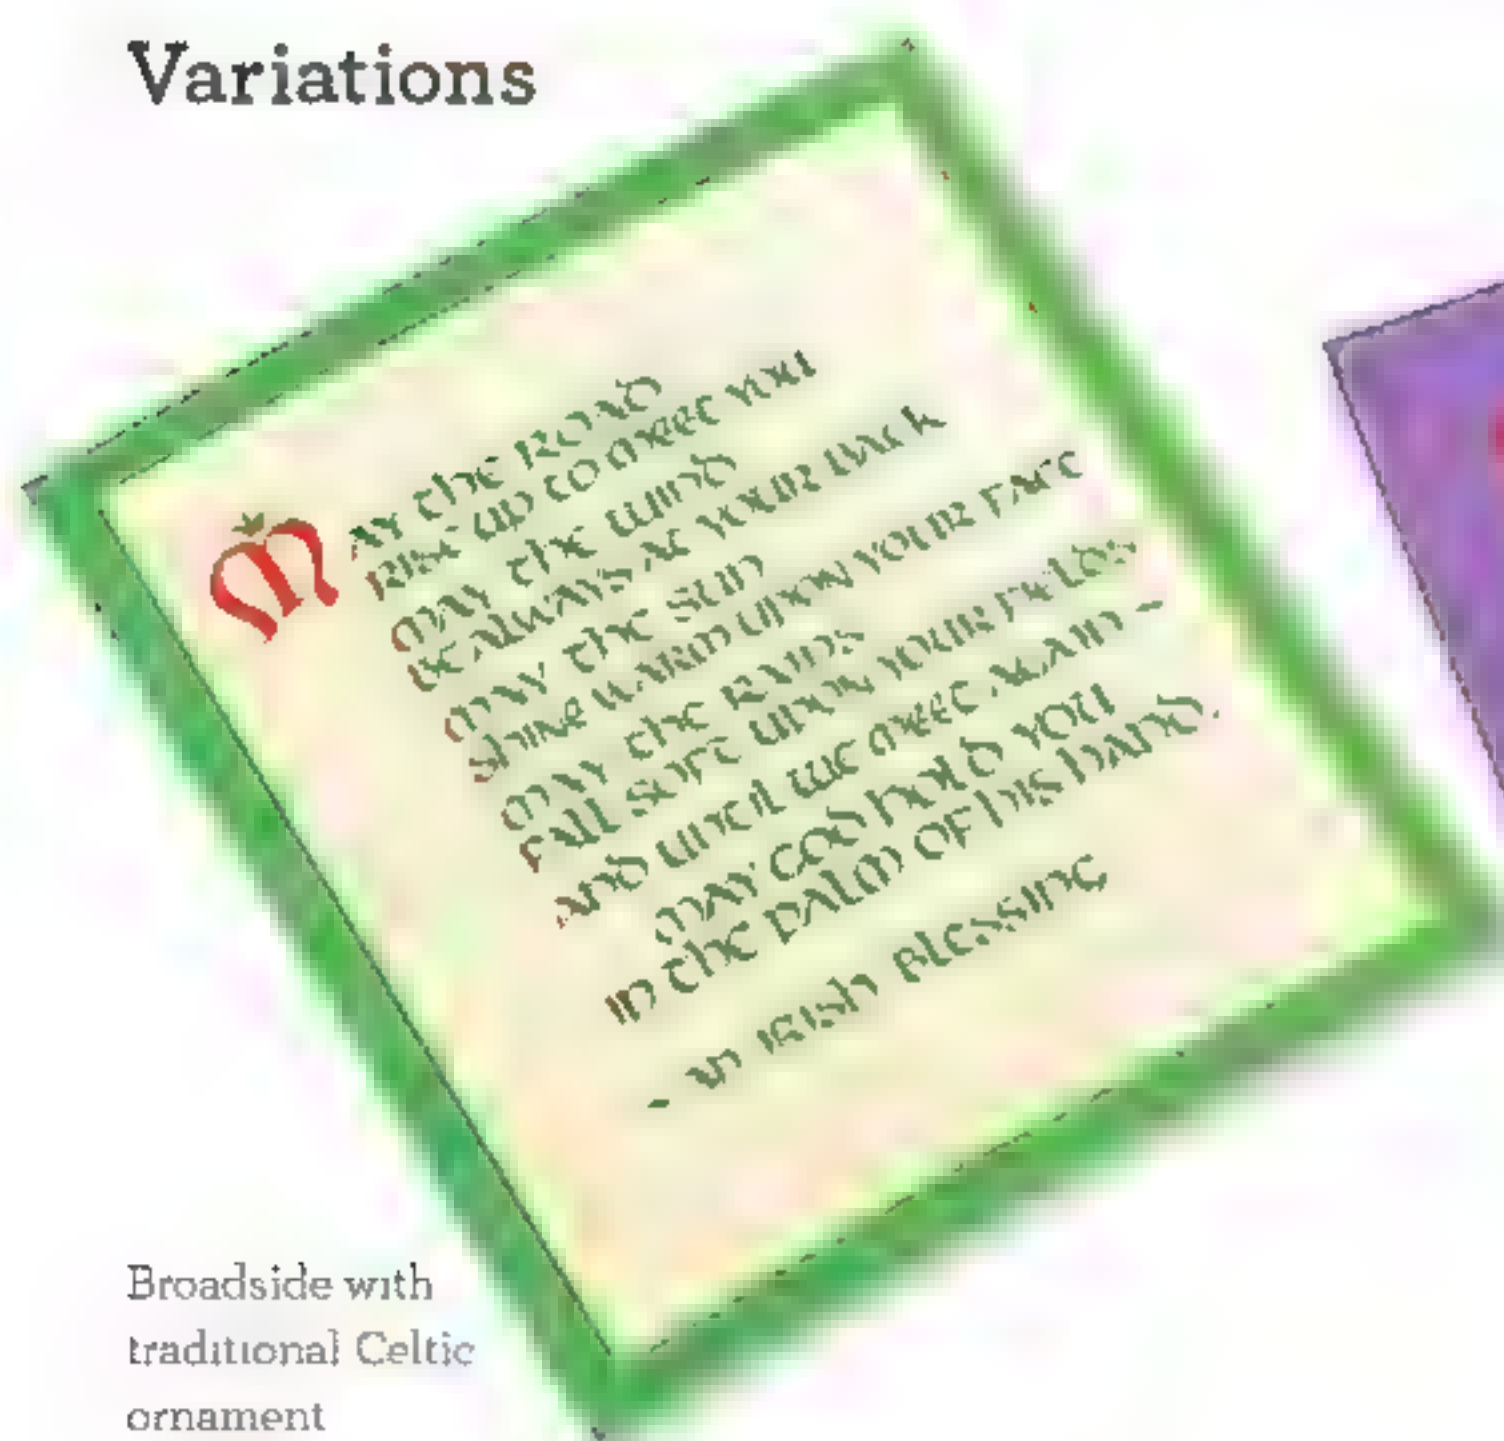 Variations
May the Road
Rise up to meet you
May the wind
Be always at your back
May the sun
Shine warm upon your face
May the rains
Fall soft upon your fields
And until we meet again –
May God hold you
In the palm of his hand.
– An Irish Blessing
Broadside with
traditional Celtic
ornament